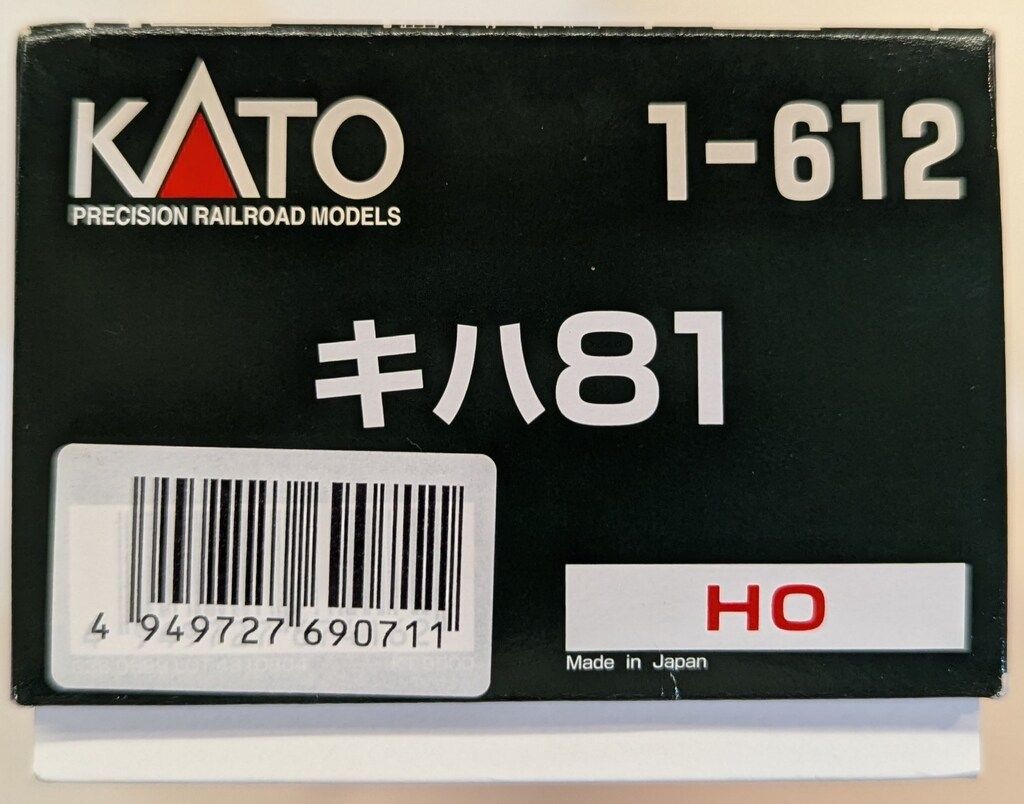 KATO
PRECISION RAILROAD MODELS
1-612
キハ81
4 949727 690711
HO
Made in Japan